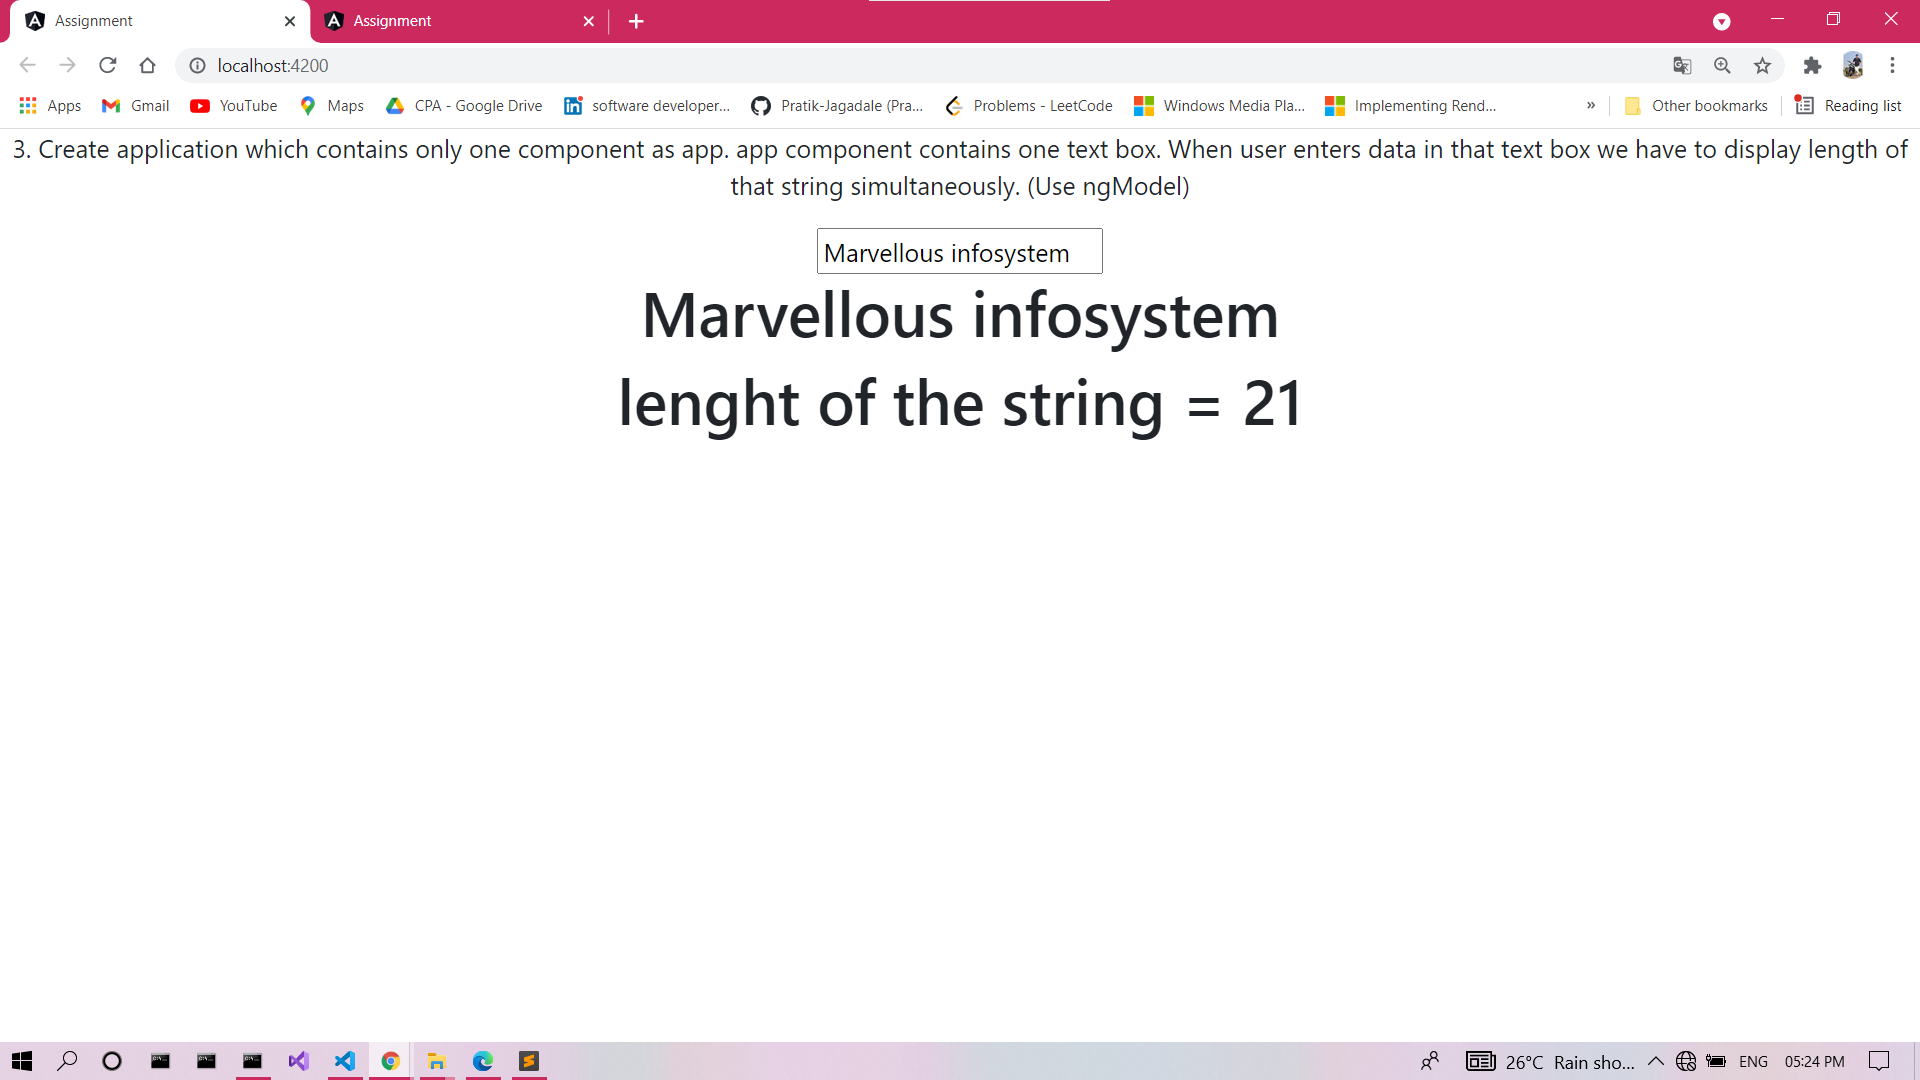 Assignment
Assignment
localhost:4200
Apps
Gmail
YouTube
Maps
CPA - Google Drive
software developer...
Pratik-Jagadale (Pra...
Problems - LeetCode
Windows Media Pla...
Implementing Rend...
»
Other bookmarks
Reading list
3. Create application which contains only one component as app. app component contains one text box. When user enters data in that text box we have to display length of
that string simultaneously. (Use ngModel)
Marvellous infosystem
Marvellous infosystem
lenght of the string = 21
26°C Rain sho...
ENG
05:24 PM